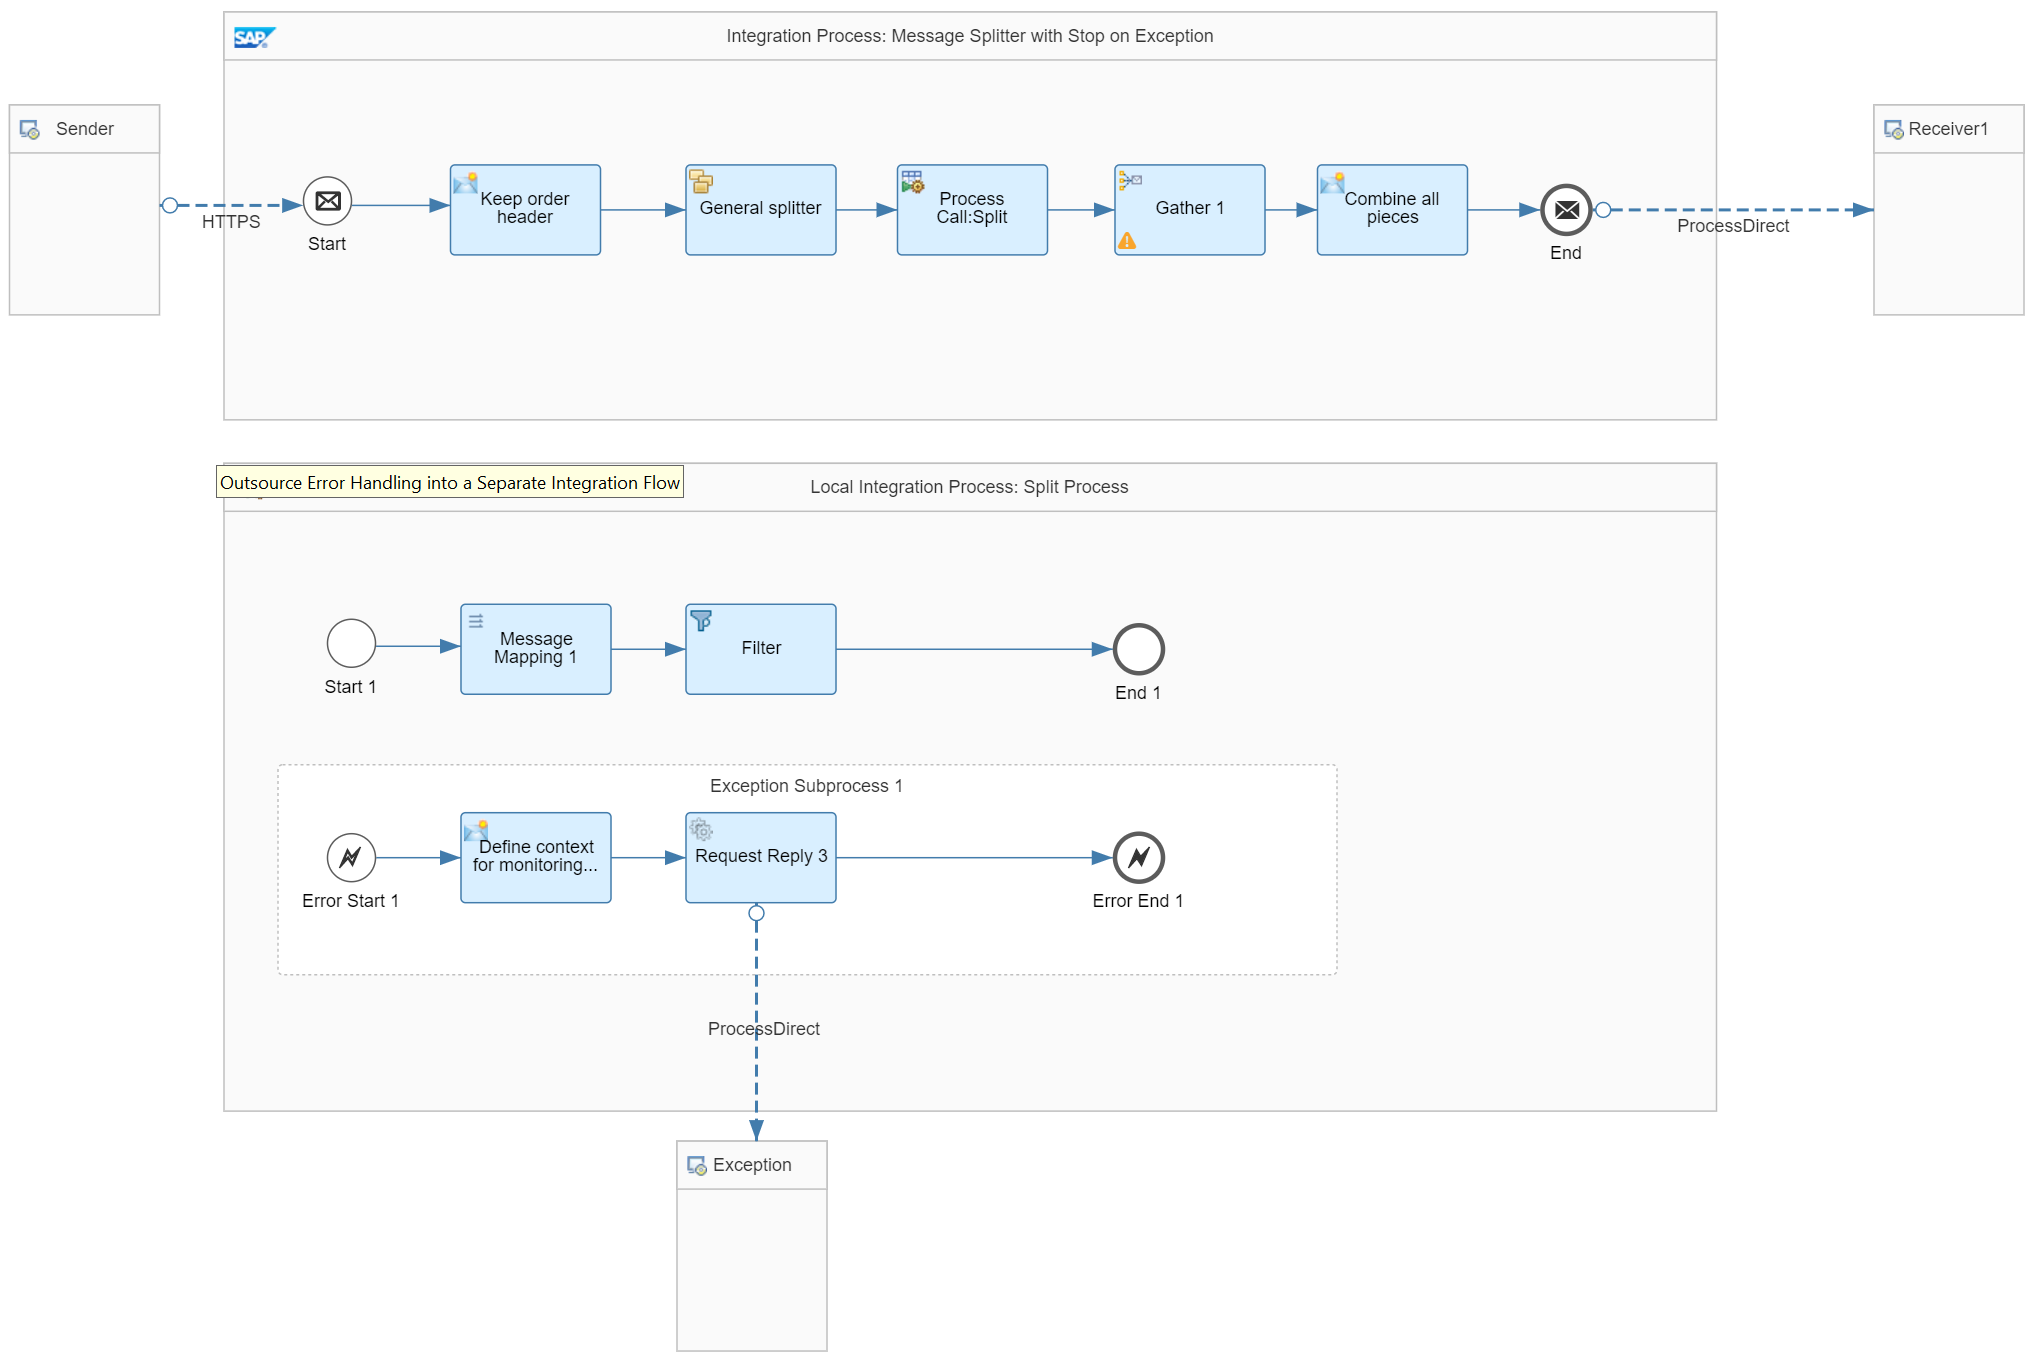 SAP
Integration Process: Message Splitter with Stop on Exception
Sender
Receiver1
HTTPS
Start
Keep order
header
General splitter
Process
Call:Split
Gather 1
Combine all
pieces
End
ProcessDirect
Outsource Error Handling into a Separate Integration Flow
Local Integration Process: Split Process
Start 1
Message
Mapping 1
Filter
End 1
Exception Subprocess 1
Error Start 1
Define context
for monitoring...
Request Reply 3
Error End 1
ProcessDirect
Exception